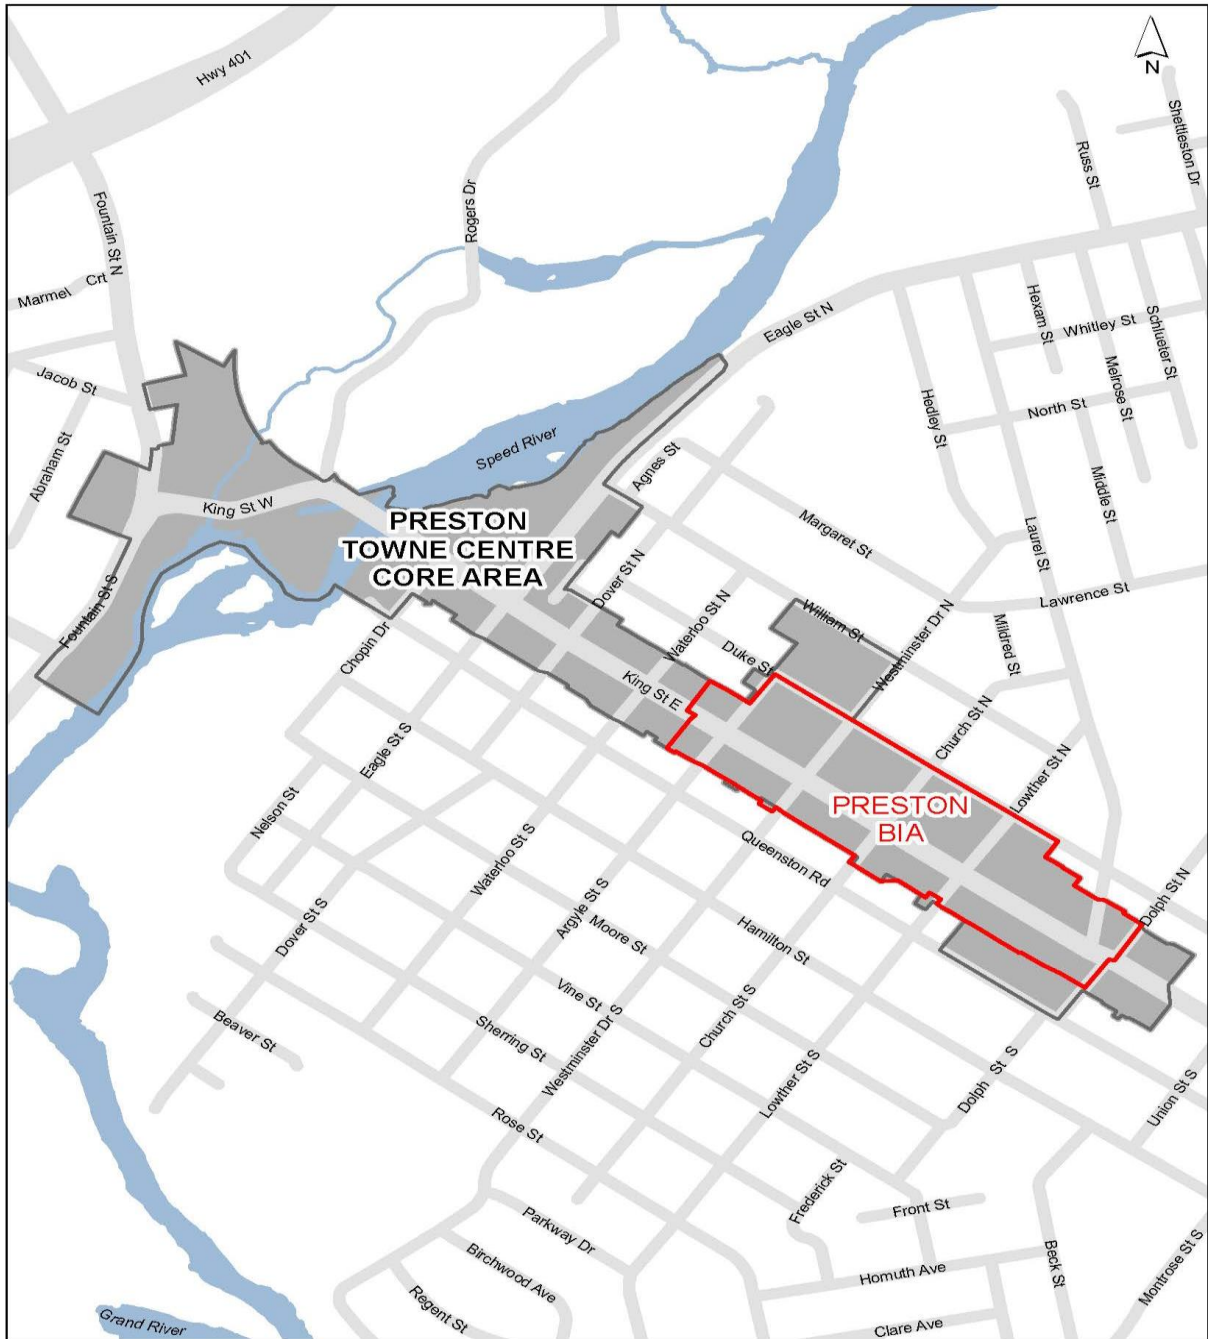 Hwy 401
N
Shettleston Dr
Russ St
Fountain St N
Rogers Dr
Marmel Crt
Eagle St N
Hexam St
Whitley St
Schlueter St
Jacob St
Melrose St
Hedley St
North St
Abraham St
Speed River
Agnes St
Middle St
King St W
Margaret St
PRESTON
TOWNE CENTRE
CORE AREA
Laurel St
Dover St N
Lawrence St
Fountain St S
Waterloo St N
William St
Westminster Dr N
Mildred St
Chopin Dr
Duke St
King St E
Church St N
Eagle St S
Lowther St N
Nelson St
PRESTON
BIA
Queenston Rd
Waterloo St S
Dolph St N
Argyle St S
Dover St S
Moore St
Hamilton St
Vine St
Beaver St
Sherring St
Westminster Dr S
Church St S
Lowther St S
Dolph St S
Union St S
Rose St
Frederick St
Front St
Parkway Dr
Birchwood Ave
Homuth Ave
Beck St
Montrose St S
Regent St
Grand River
Clare Ave